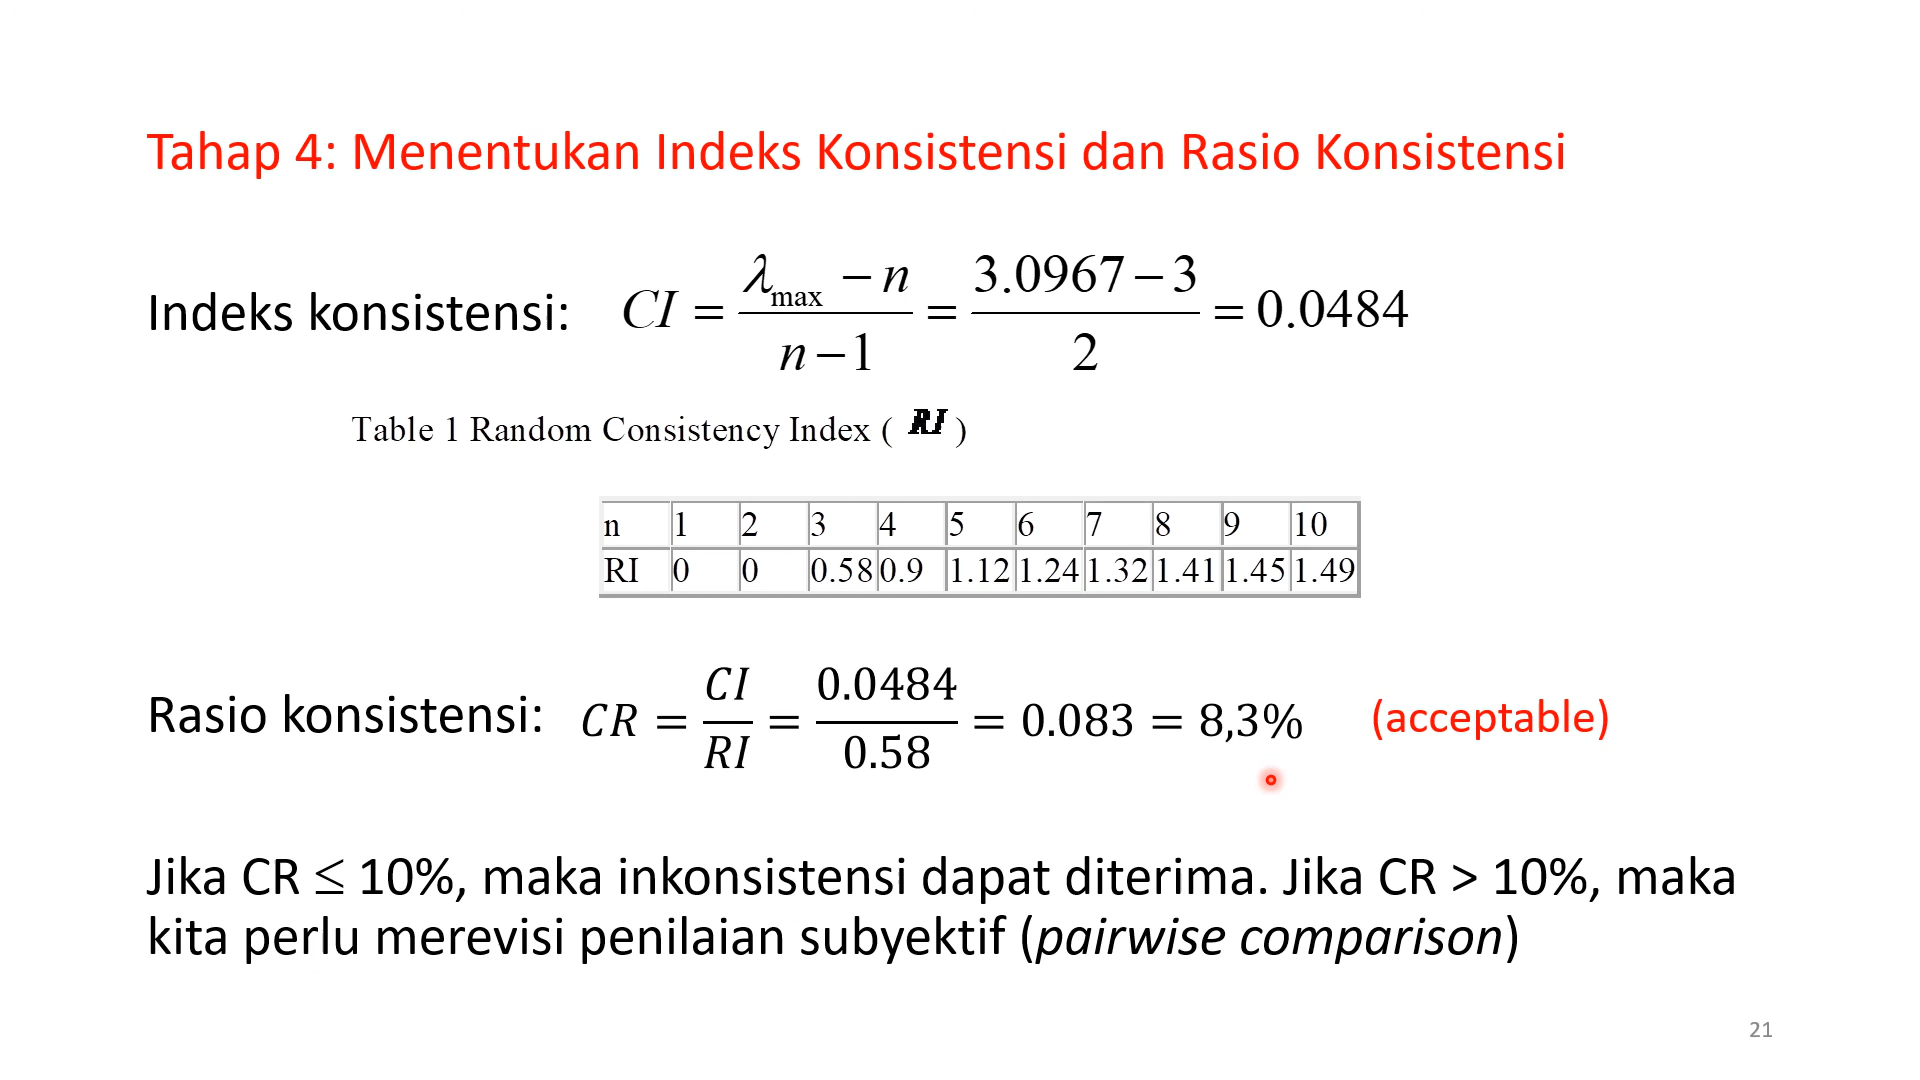 Tahap 4: Menentukan Indeks Konsistensi dan Rasio Konsistensi
Indeks konsistensi: CI = (λmax − n)/(n − 1) = (3.0967 − 3)/2 = 0.0484
Table 1 Random Consistency Index ( RI )
n 1 2 3 4 5 6 7 8 9 10
RI 0 0 0.58 0.9 1.12 1.24 1.32 1.41 1.45 1.49
Rasio konsistensi: CR = CI/RI = 0.0484/0.58 = 0.083 = 8,3% (acceptable)
Jika CR ≤ 10%, maka inkonsistensi dapat diterima. Jika CR > 10%, maka
kita perlu merevisi penilaian subyektif (pairwise comparison)
21